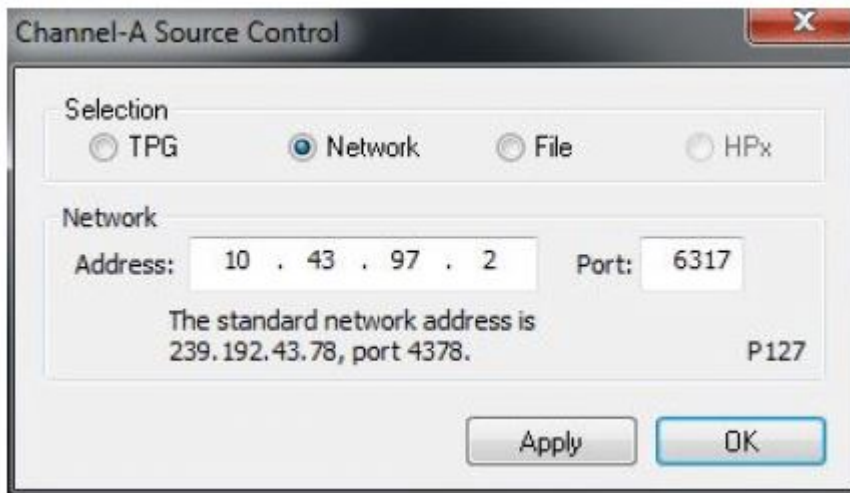 Channel-A Source Control
Selection
TPG Network File HPx
Network
Address: 10 . 43 . 97 . 2 Port: 6317
The standard network address is
239.192.43.78, port 4378.
P127
Apply OK